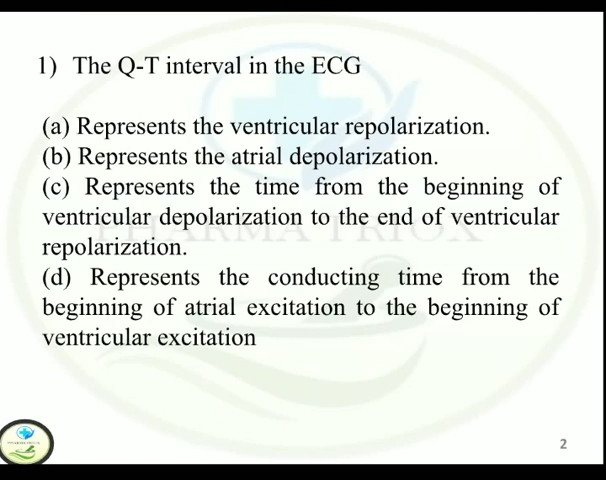 1) The Q-T interval in the ECG
(a) Represents the ventricular repolarization.
(b) Represents the atrial depolarization.
(c) Represents the time from the beginning of
ventricular depolarization to the end of ventricular
repolarization.
(d) Represents the conducting time from the
beginning of atrial excitation to the beginning of
ventricular excitation
PHARMA TRIOX
2